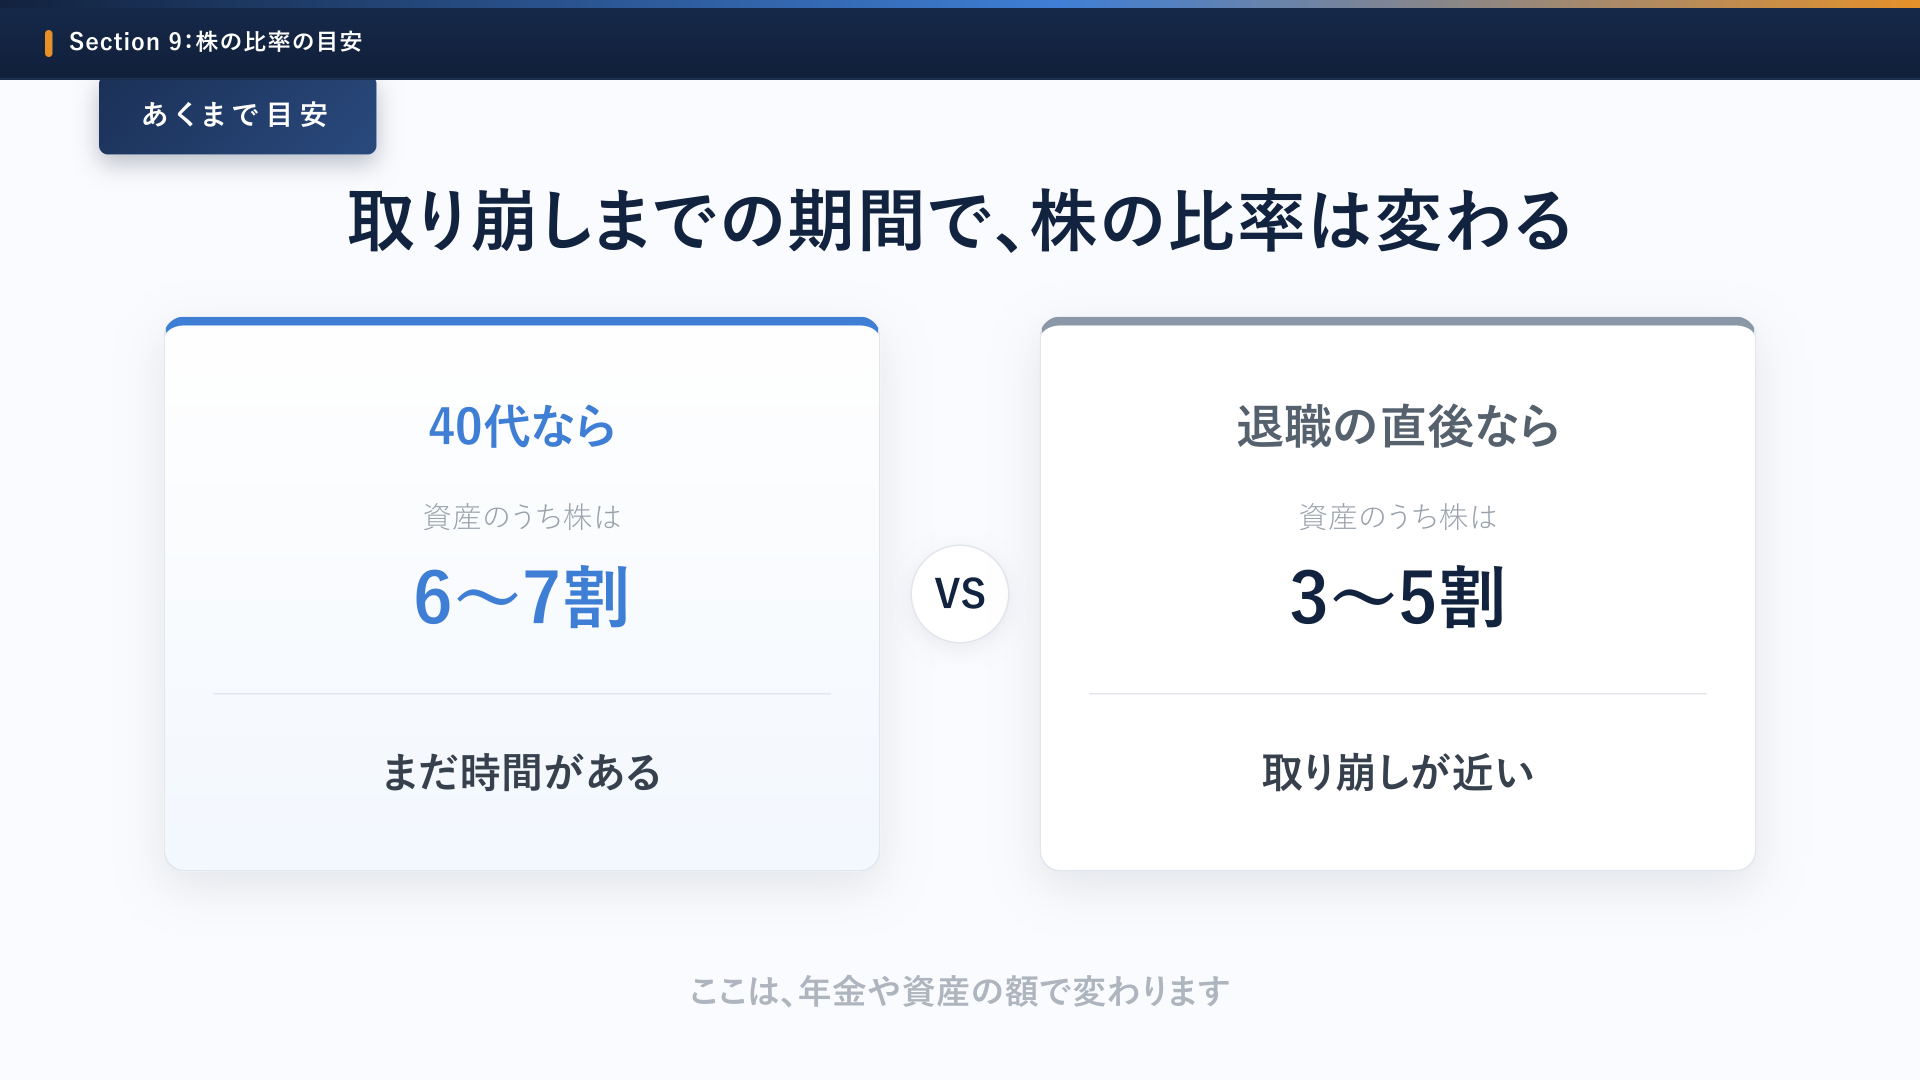 Section 9：株の比率の目安
あくまで目安
取り崩しまでの期間で、株の比率は変わる
40代なら
資産のうち株は
6〜7割
まだ時間がある
VS
退職の直後なら
資産のうち株は
3〜5割
取り崩しが近い
ここは、年金や資産の額で変わります